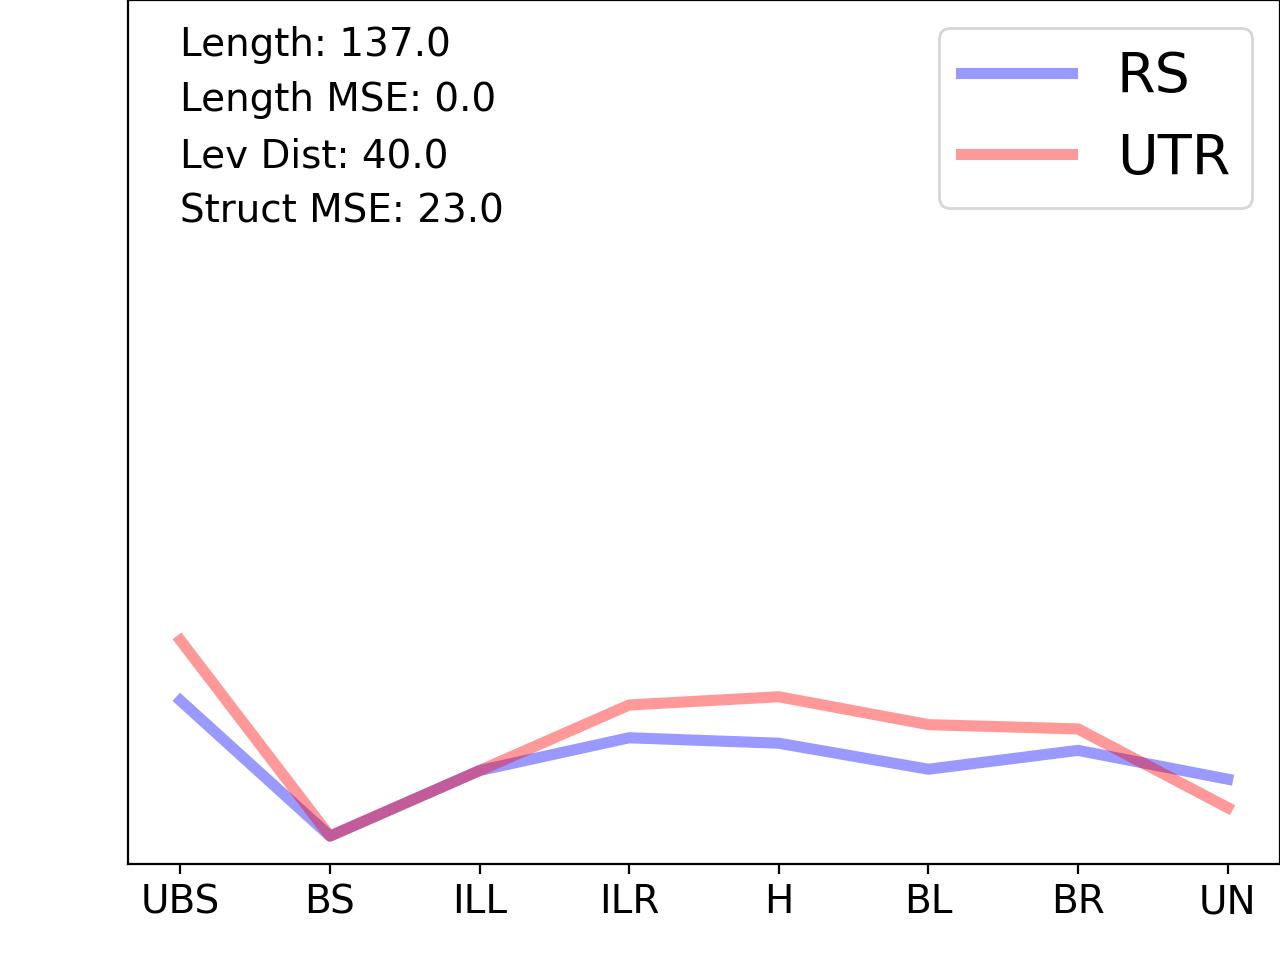 Length: 137.0
Length MSE: 0.0
Lev Dist: 40.0
Struct MSE: 23.0
RS
UTR
UBS BS ILL ILR H BL BR UN